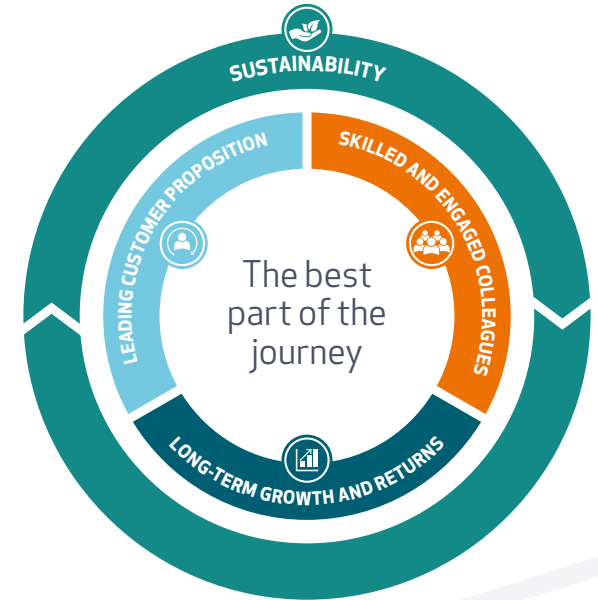 SUSTAINABILITY
LEADING CUSTOMER PROPOSITION
SKILLED AND ENGAGED COLLEAGUES
The best
part of the
journey
LONG-TERM GROWTH AND RETURNS